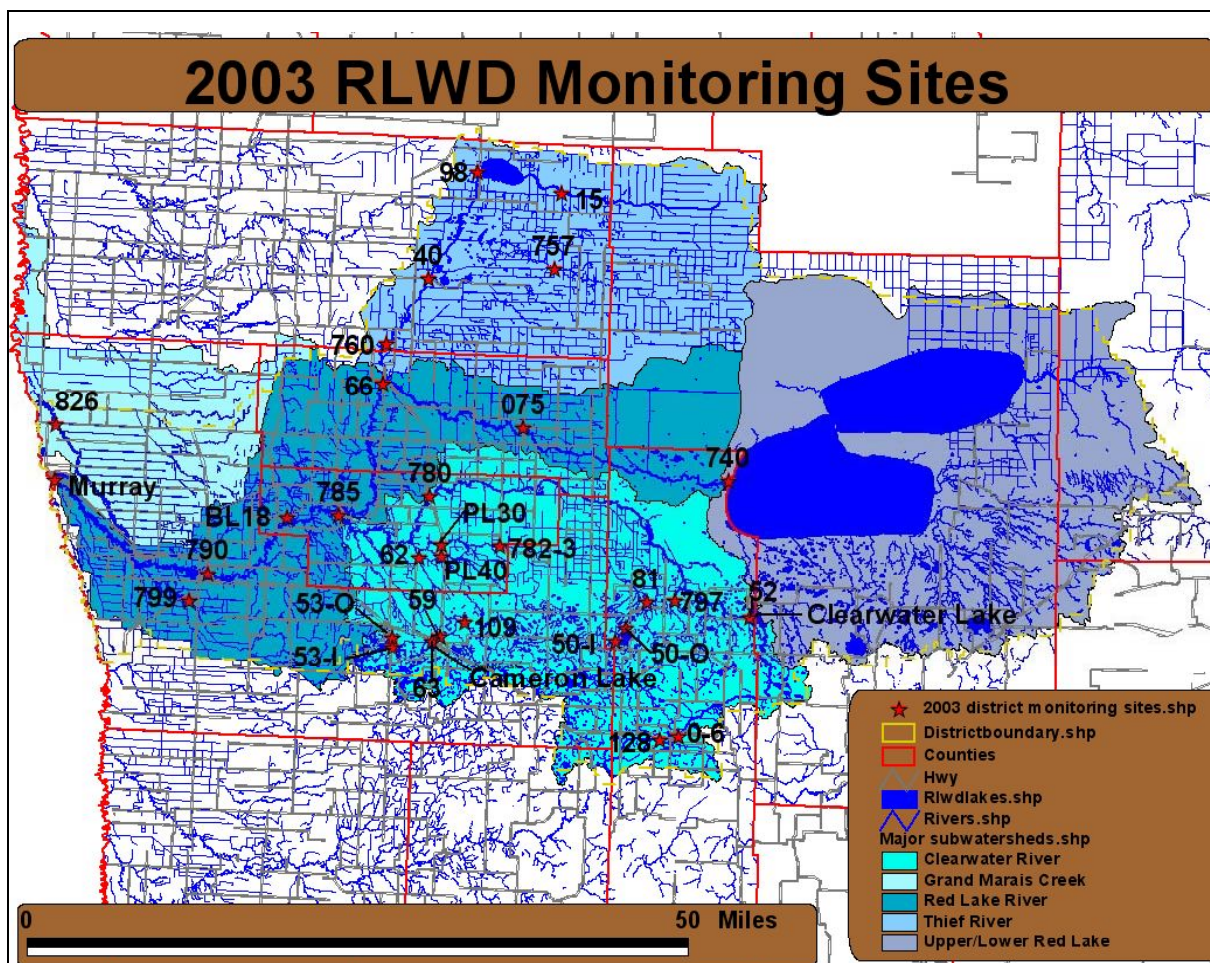 2003 RLWD Monitoring Sites
98
15
757
40
760
66
826
075
Murray
780
740
785
BL18
PL30
782-3
62
PL40
790
799
53-O
59
81
797
52
Clearwater Lake
109
50-I
50-O
53-I
Cameron Lake
63
128
0-6
2003 district monitoring sites.shp
Districtboundary.shp
Counties
Hwy
Rlwdlakes.shp
Rivers.shp
Major subwatersheds.shp
Clearwater River
Grand Marais Creek
Red Lake River
Thief River
Upper/Lower Red Lake
0
50 Miles